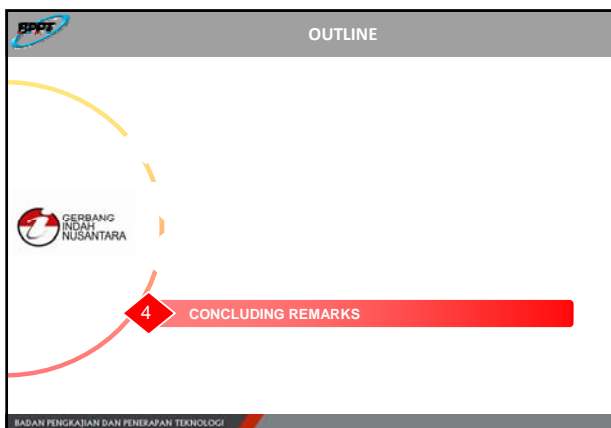 BPPT
OUTLINE
GERBANG
INDAH
NUSANTARA
4
CONCLUDING REMARKS
BADAN PENGKAJIAN DAN PENERAPAN TEKNOLOGI